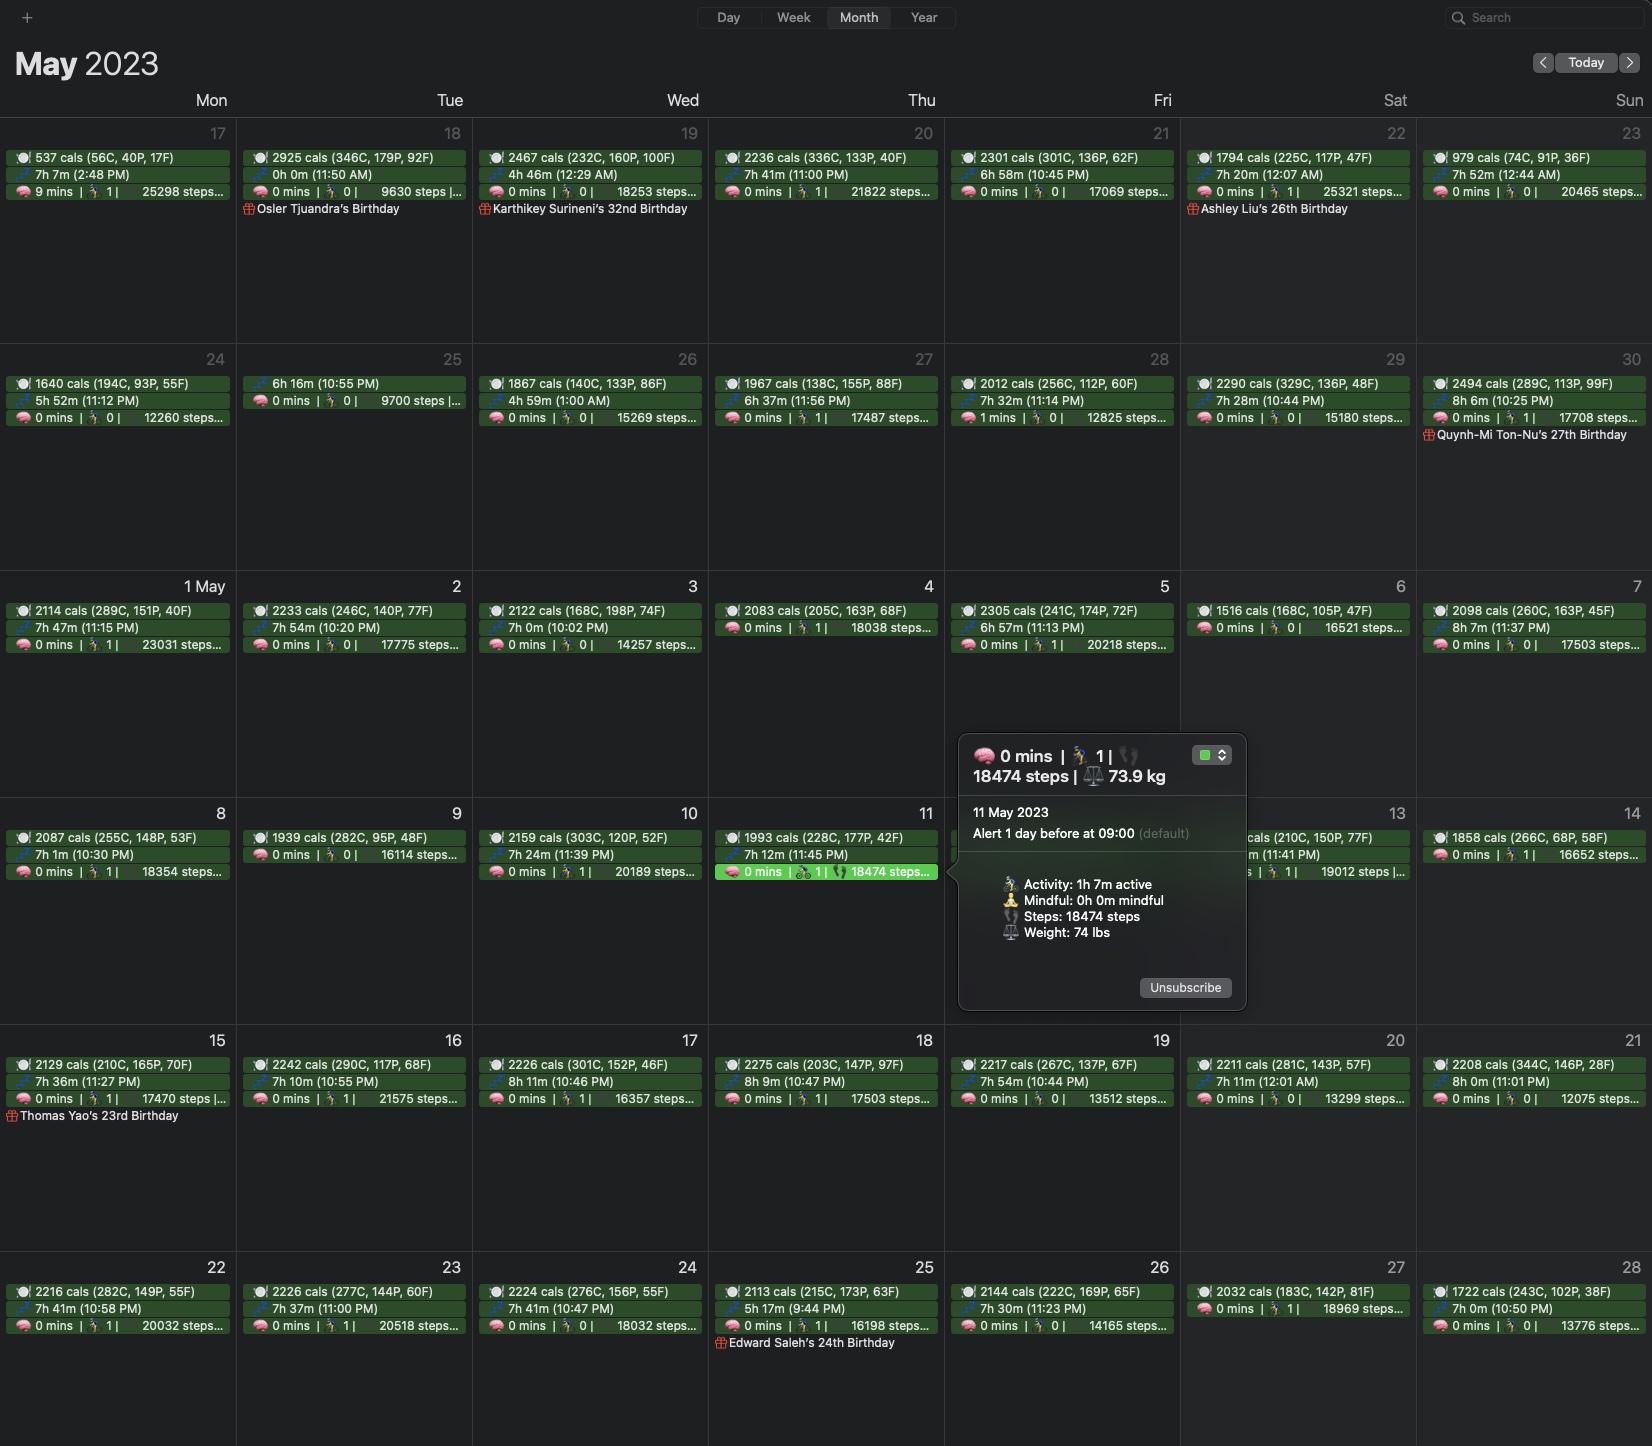 +
Day Week Month Year
Search
May 2023
< Today >
Mon Tue Wed Thu Fri Sat Sun
17 18 19 20 21 22 23
537 cals (56C, 40P, 17F) 2925 cals (346C, 179P, 92F) 2467 cals (232C, 160P, 100F) 2236 cals (336C, 133P, 40F) 2301 cals (301C, 136P, 62F) 1794 cals (225C, 117P, 47F) 979 cals (74C, 91P, 36F)
7h 7m (2:48 PM) 0h 0m (11:50 AM) 4h 46m (12:29 AM) 7h 41m (11:00 PM) 6h 58m (10:45 PM) 7h 20m (12:07 AM) 7h 52m (12:44 AM)
9 mins | 1 | 25298 steps... 0 mins | 0 | 9630 steps |... 0 mins | 0 | 18253 steps... 0 mins | 1 | 21822 steps... 0 mins | 0 | 17069 steps... 0 mins | 1 | 25321 steps... 0 mins | 0 | 20465 steps...
Osler Tjuandra's Birthday Karthikey Surineni's 32nd Birthday Ashley Liu's 26th Birthday
24 25 26 27 28 29 30
1640 cals (194C, 93P, 55F) 6h 16m (10:55 PM) 1867 cals (140C, 133P, 86F) 1967 cals (138C, 155P, 88F) 2012 cals (256C, 112P, 60F) 2290 cals (329C, 136P, 48F) 2494 cals (289C, 113P, 99F)
5h 52m (11:12 PM) 0 mins | 0 | 9700 steps |... 4h 59m (1:00 AM) 6h 37m (11:56 PM) 7h 32m (11:14 PM) 7h 28m (10:44 PM) 8h 6m (10:25 PM)
0 mins | 0 | 12260 steps... 0 mins | 0 | 15269 steps... 0 mins | 1 | 17487 steps... 1 mins | 0 | 12825 steps... 0 mins | 0 | 15180 steps... 0 mins | 1 | 17708 steps...
Quynh-Mi Ton-Nu's 27th Birthday
1 May 2 3 4 5 6 7
2114 cals (289C, 151P, 40F) 2233 cals (246C, 140P, 77F) 2122 cals (168C, 198P, 74F) 2083 cals (205C, 163P, 68F) 2305 cals (241C, 174P, 72F) 1516 cals (168C, 105P, 47F) 2098 cals (260C, 163P, 45F)
7h 47m (11:15 PM) 7h 54m (10:20 PM) 7h 0m (10:02 PM) 0 mins | 1 | 18038 steps... 6h 57m (11:13 PM) 0 mins | 0 | 16521 steps... 8h 7m (11:37 PM)
0 mins | 1 | 23031 steps... 0 mins | 0 | 17775 steps... 0 mins | 0 | 14257 steps... 0 mins | 1 | 20218 steps... 0 mins | 0 | 17503 steps...
8 9 10 11 13 14
2087 cals (255C, 148P, 53F) 1939 cals (282C, 95P, 48F) 2159 cals (303C, 120P, 52F) 1993 cals (228C, 177P, 42F) cals (210C, 150P, 77F) 1858 cals (266C, 68P, 58F)
7h 1m (10:30 PM) 0 mins | 0 | 16114 steps... 7h 24m (11:39 PM) 7h 12m (11:45 PM) m (11:41 PM) 0 mins | 1 | 16652 steps...
0 mins | 1 | 18354 steps... 0 mins | 1 | 20189 steps... 0 mins | 1 | 18474 steps... s | 1 | 19012 steps |...
0 mins | 1 |
18474 steps | 73.9 kg
11 May 2023
Alert 1 day before at 09:00 (default)
Activity: 1h 7m active
Mindful: 0h 0m mindful
Steps: 18474 steps
Weight: 74 lbs
Unsubscribe
15 16 17 18 19 20 21
2129 cals (210C, 165P, 70F) 2242 cals (290C, 117P, 68F) 2226 cals (301C, 152P, 46F) 2275 cals (203C, 147P, 97F) 2217 cals (267C, 137P, 67F) 2211 cals (281C, 143P, 57F) 2208 cals (344C, 146P, 28F)
7h 36m (11:27 PM) 7h 10m (10:55 PM) 8h 11m (10:46 PM) 8h 9m (10:47 PM) 7h 54m (10:44 PM) 7h 11m (12:01 AM) 8h 0m (11:01 PM)
0 mins | 1 | 17470 steps |... 0 mins | 1 | 21575 steps... 0 mins | 1 | 16357 steps... 0 mins | 1 | 17503 steps... 0 mins | 0 | 13512 steps... 0 mins | 0 | 13299 steps... 0 mins | 0 | 12075 steps...
Thomas Yao's 23rd Birthday
22 23 24 25 26 27 28
2216 cals (282C, 149P, 55F) 2226 cals (277C, 144P, 60F) 2224 cals (276C, 156P, 55F) 2113 cals (215C, 173P, 63F) 2144 cals (222C, 169P, 65F) 2032 cals (183C, 142P, 81F) 1722 cals (243C, 102P, 38F)
7h 41m (10:58 PM) 7h 37m (11:00 PM) 7h 41m (10:47 PM) 5h 17m (9:44 PM) 7h 30m (11:23 PM) 0 mins | 1 | 18969 steps... 7h 0m (10:50 PM)
0 mins | 1 | 20032 steps... 0 mins | 1 | 20518 steps... 0 mins | 0 | 18032 steps... 0 mins | 1 | 16198 steps... 0 mins | 0 | 14165 steps... 0 mins | 0 | 13776 steps...
Edward Saleh's 24th Birthday